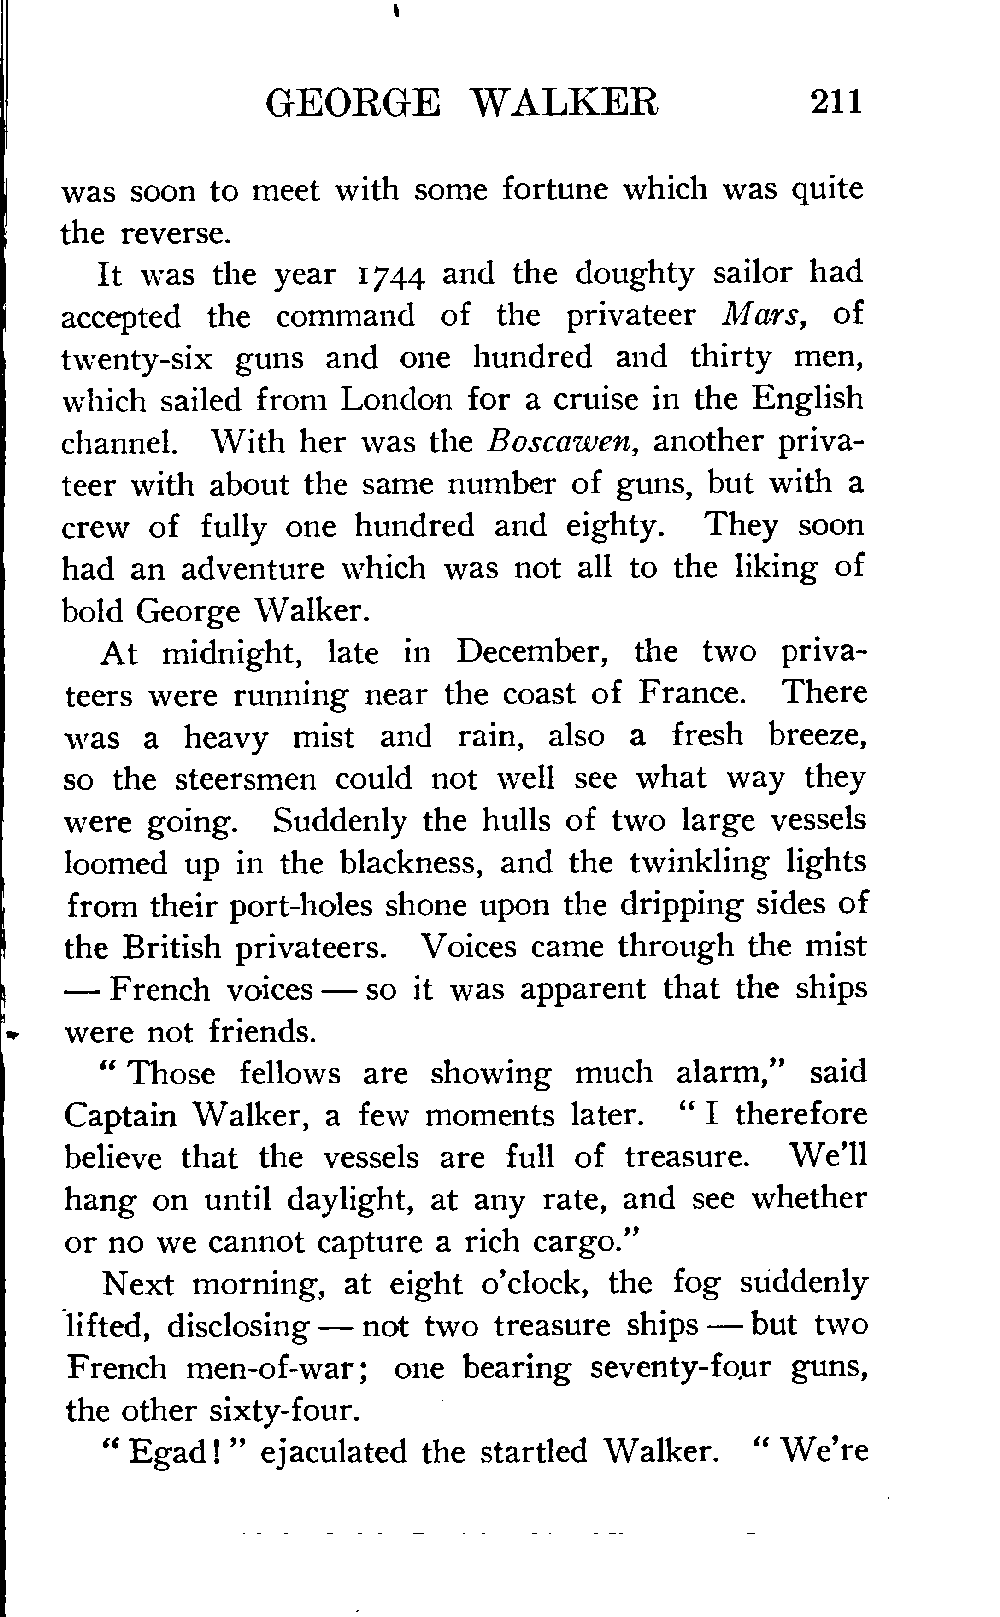 GEORGE WALKER 211
was soon to meet with some fortune which was quite
the reverse.
It was the year 1744 and the doughty sailor had
accepted the command of the privateer Mars, of
twenty-six guns and one hundred and thirty men,
which sailed from London for a cruise in the English
channel. With her was the Boscawen, another priva-
teer with about the same number of guns, but with a
crew of fully one hundred and eighty. They soon
had an adventure which was not all to the liking of
bold George Walker.
At midnight, late in December, the two priva-
teers were running near the coast of France. There
was a heavy mist and rain, also a fresh breeze,
so the steersmen could not well see what way they
were going. Suddenly the hulls of two large vessels
loomed up in the blackness, and the twinkling lights
from their port-holes shone upon the dripping sides of
the British privateers. Voices came through the mist
— French voices — so it was apparent that the ships
were not friends.
“ Those fellows are showing much alarm,” said
Captain Walker, a few moments later. “ I therefore
believe that the vessels are full of treasure. We’ll
hang on until daylight, at any rate, and see whether
or no we cannot capture a rich cargo.”
Next morning, at eight o’clock, the fog suddenly
lifted, disclosing — not two treasure ships — but two
French men-of-war; one bearing seventy-four guns,
the other sixty-four.
“ Egad! ” ejaculated the startled Walker. “ We’re